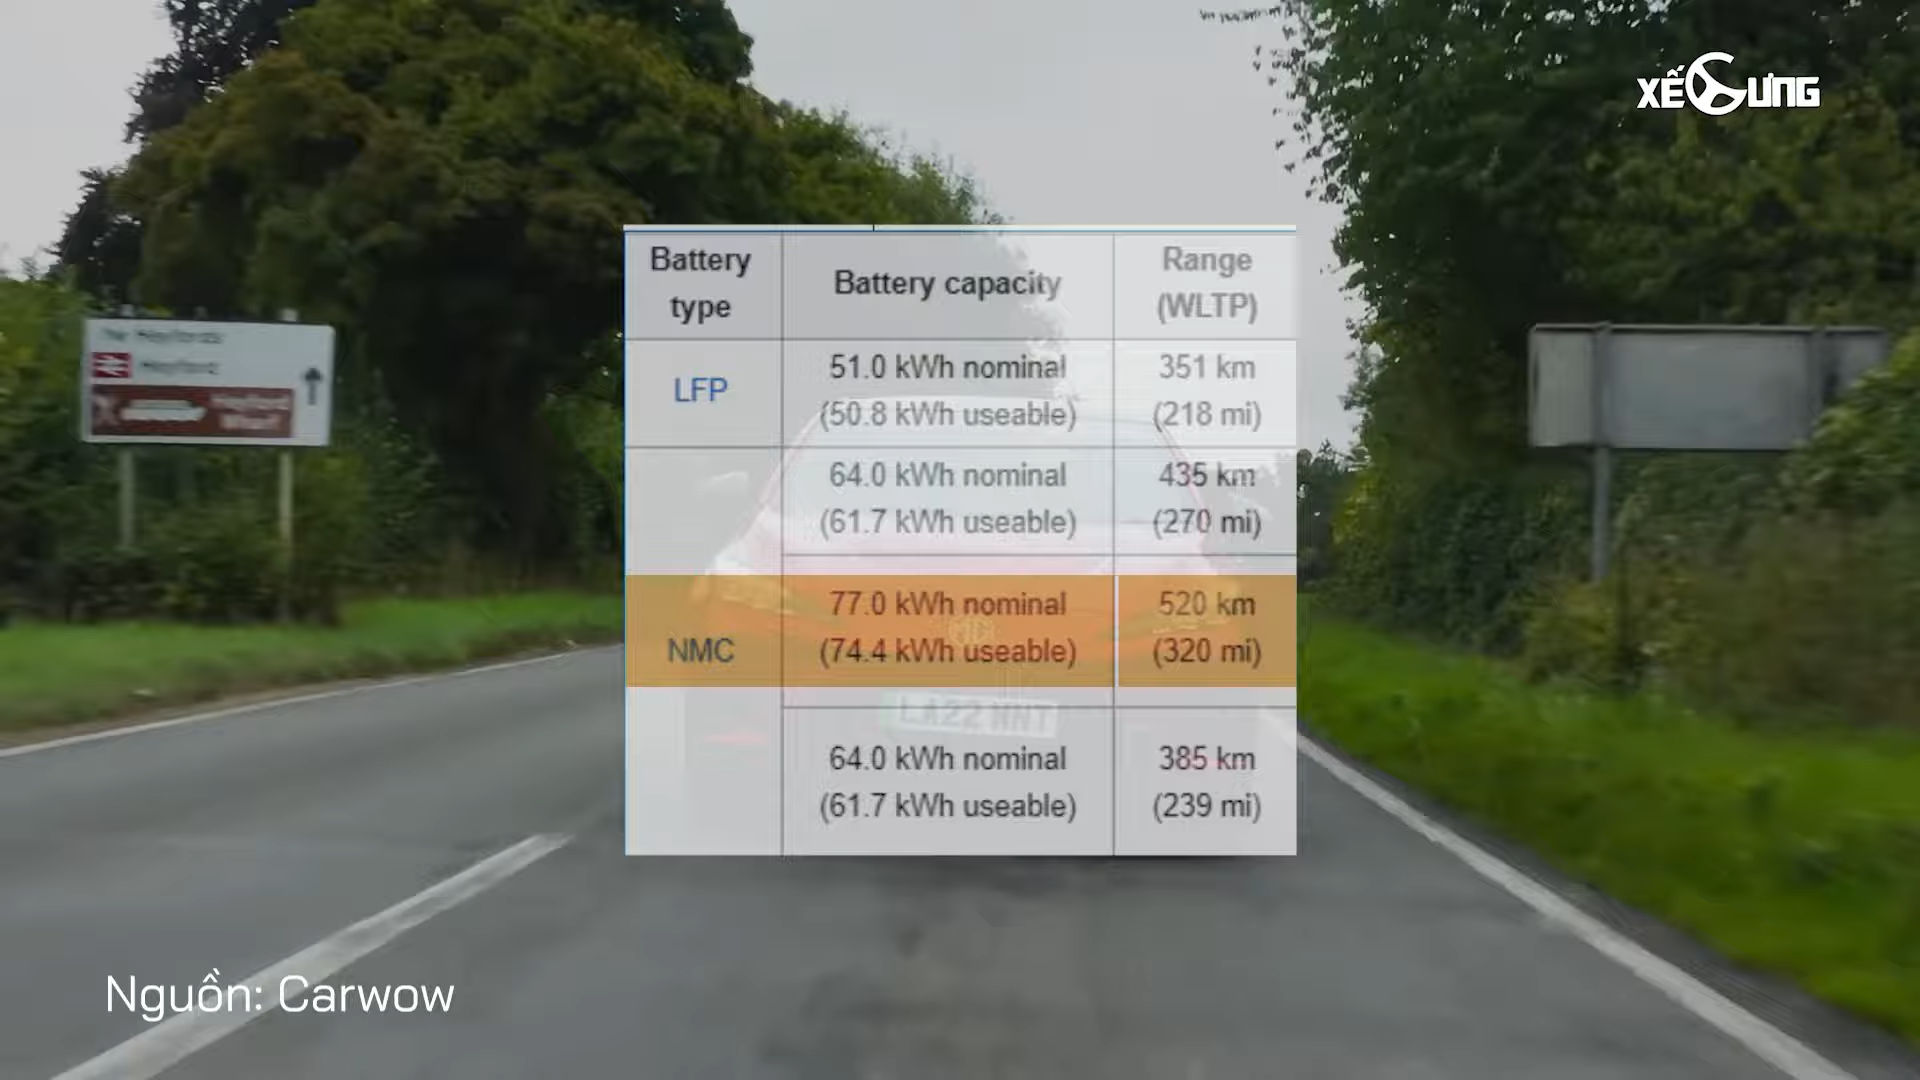 XẾ CƯNG
Battery type
Battery capacity
Range (WLTP)
LFP
51.0 kWh nominal
(50.8 kWh useable)
351 km
(218 mi)
64.0 kWh nominal
(61.7 kWh useable)
435 km
(270 mi)
NMC
77.0 kWh nominal
(74.4 kWh useable)
520 km
(320 mi)
64.0 kWh nominal
(61.7 kWh useable)
385 km
(239 mi)
LA22 MNT
Nguồn: Carwow